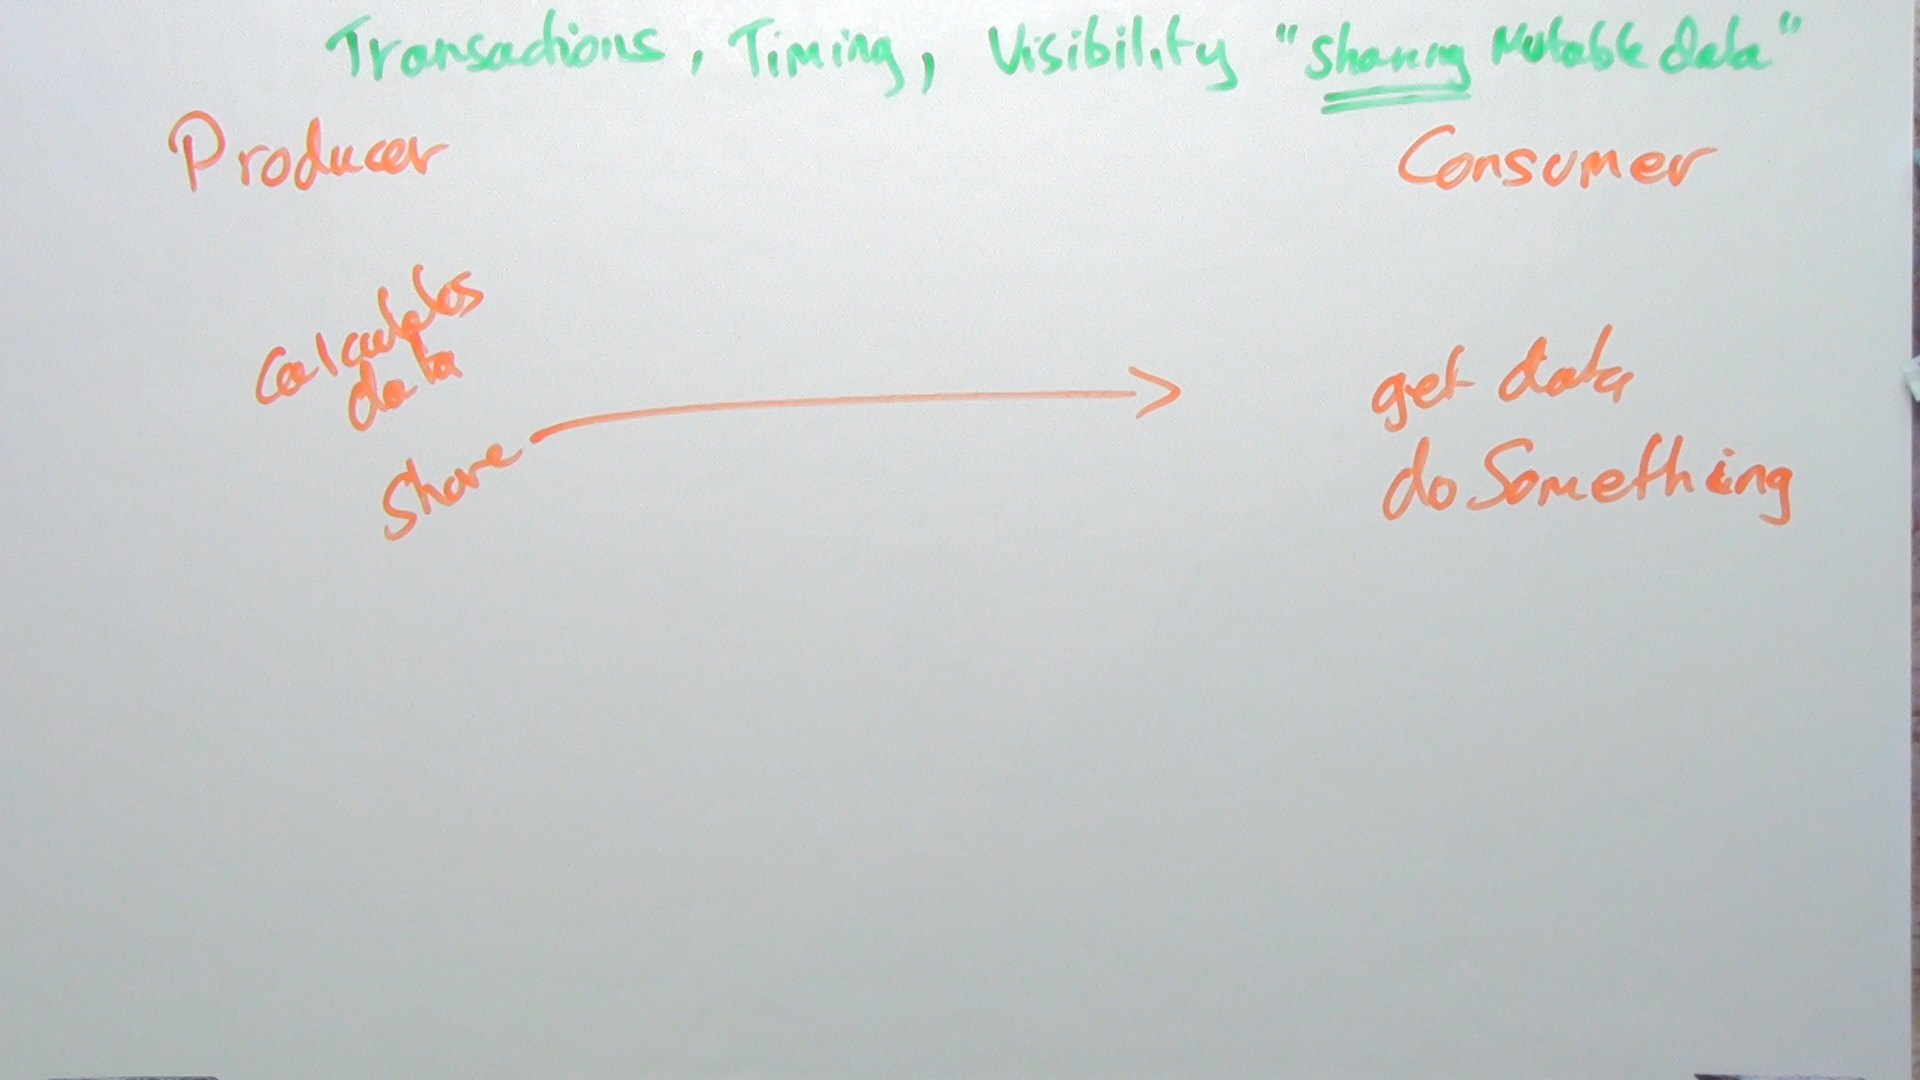 Transactions, Timing, Visibility "Sharing Mutable data"
Producer
Consumer
Calculates
data
Share
get data
do Something